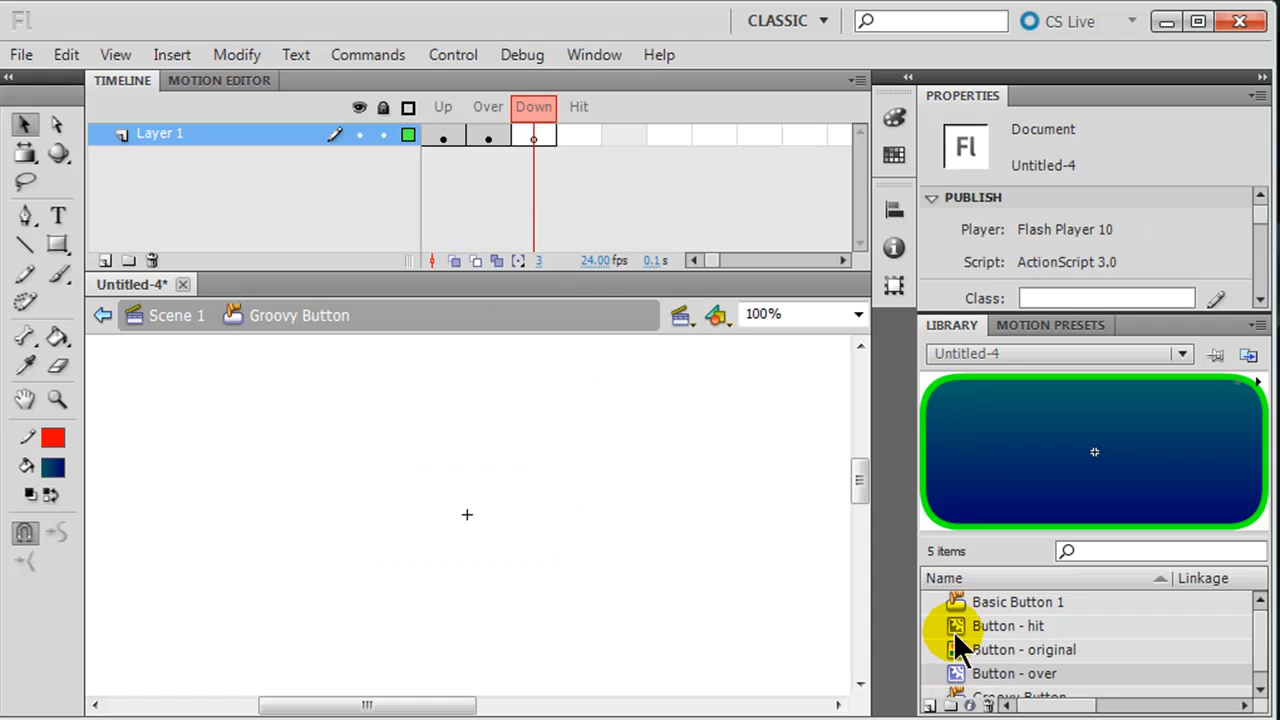 Fl
CLASSIC
CS Live
File Edit View Insert Modify Text Commands Control Debug Window Help
TIMELINE MOTION EDITOR
Up Over Down Hit
Layer 1
3 24.00 fps 0.1 s
Untitled-4*
Scene 1 Groovy Button 100%
PROPERTIES
Fl
Document
Untitled-4
PUBLISH
Player: Flash Player 10
Script: ActionScript 3.0
Class:
LIBRARY MOTION PRESETS
Untitled-4
5 items
Name Linkage
Basic Button 1
Button - hit
Button - original
Button - over
Groovy Button